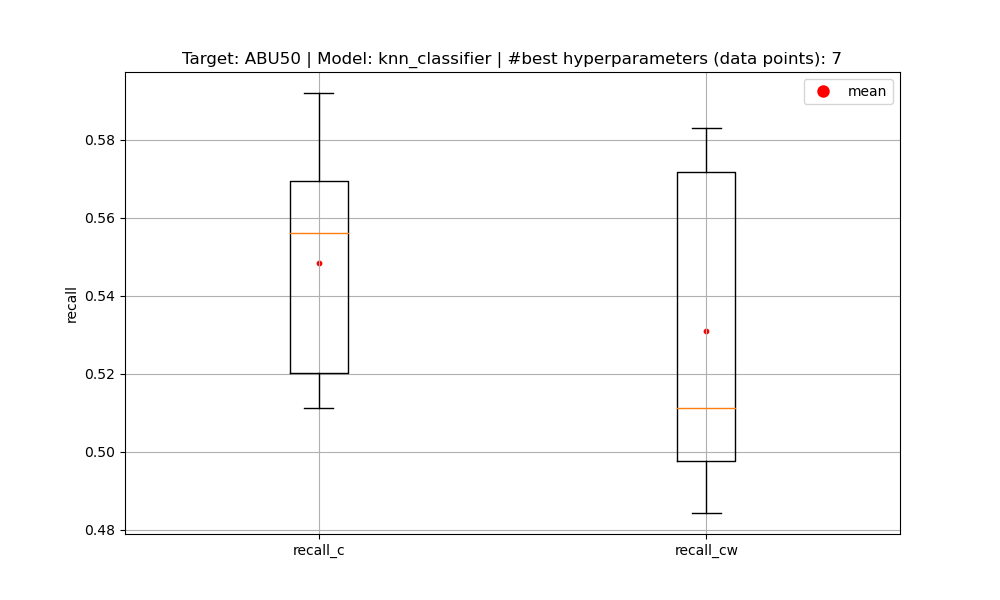 Target: ABU50 | Model: knn_classifier | #best hyperparameters (data points): 7
mean
0.58
0.56
0.54
0.52
0.50
0.48
recall
recall_c
recall_cw